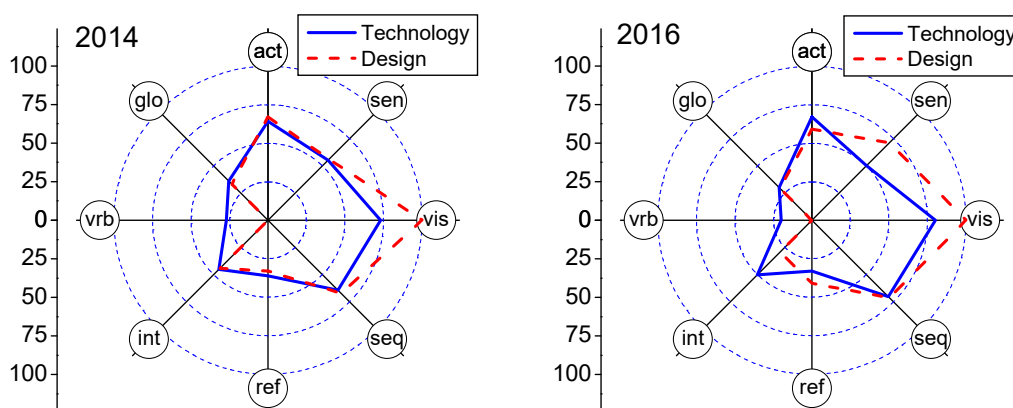 2014
Technology
Design
100
75
50
25
0
25
50
75
100
act
sen
vis
seq
ref
int
vrb
glo
2016
Technology
Design
100
75
50
25
0
25
50
75
100
act
sen
vis
seq
ref
int
vrb
glo